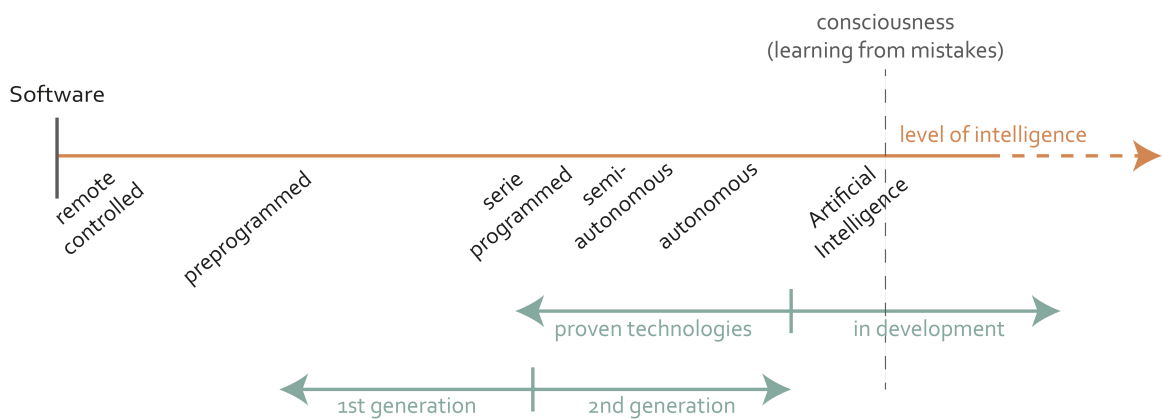 consciousness
(learning from mistakes)
Software
level of intelligence
remote
controlled
preprogrammed
serie
programmed
semi-
autonomous
autonomous
Artificial
Intelligence
proven technologies
in development
1st generation
2nd generation